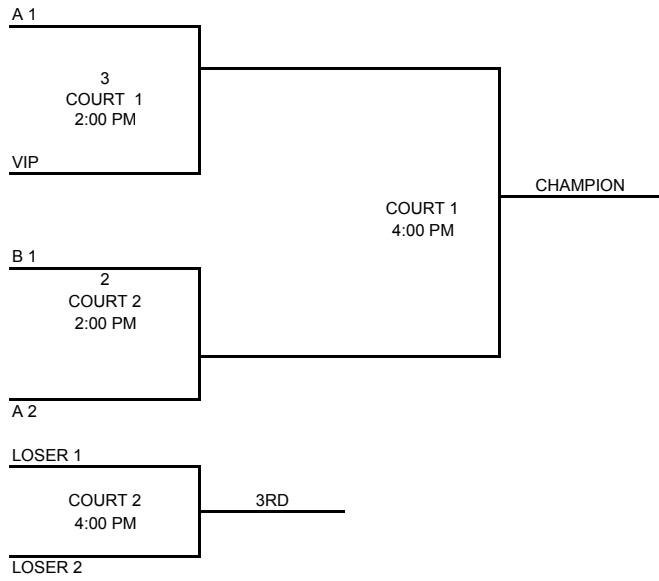 A 1
3
COURT 1
2:00 PM
VIP
CHAMPION
COURT 1
4:00 PM
B 1
2
COURT 2
2:00 PM
A 2
LOSER 1
COURT 2
4:00 PM
3RD
LOSER 2